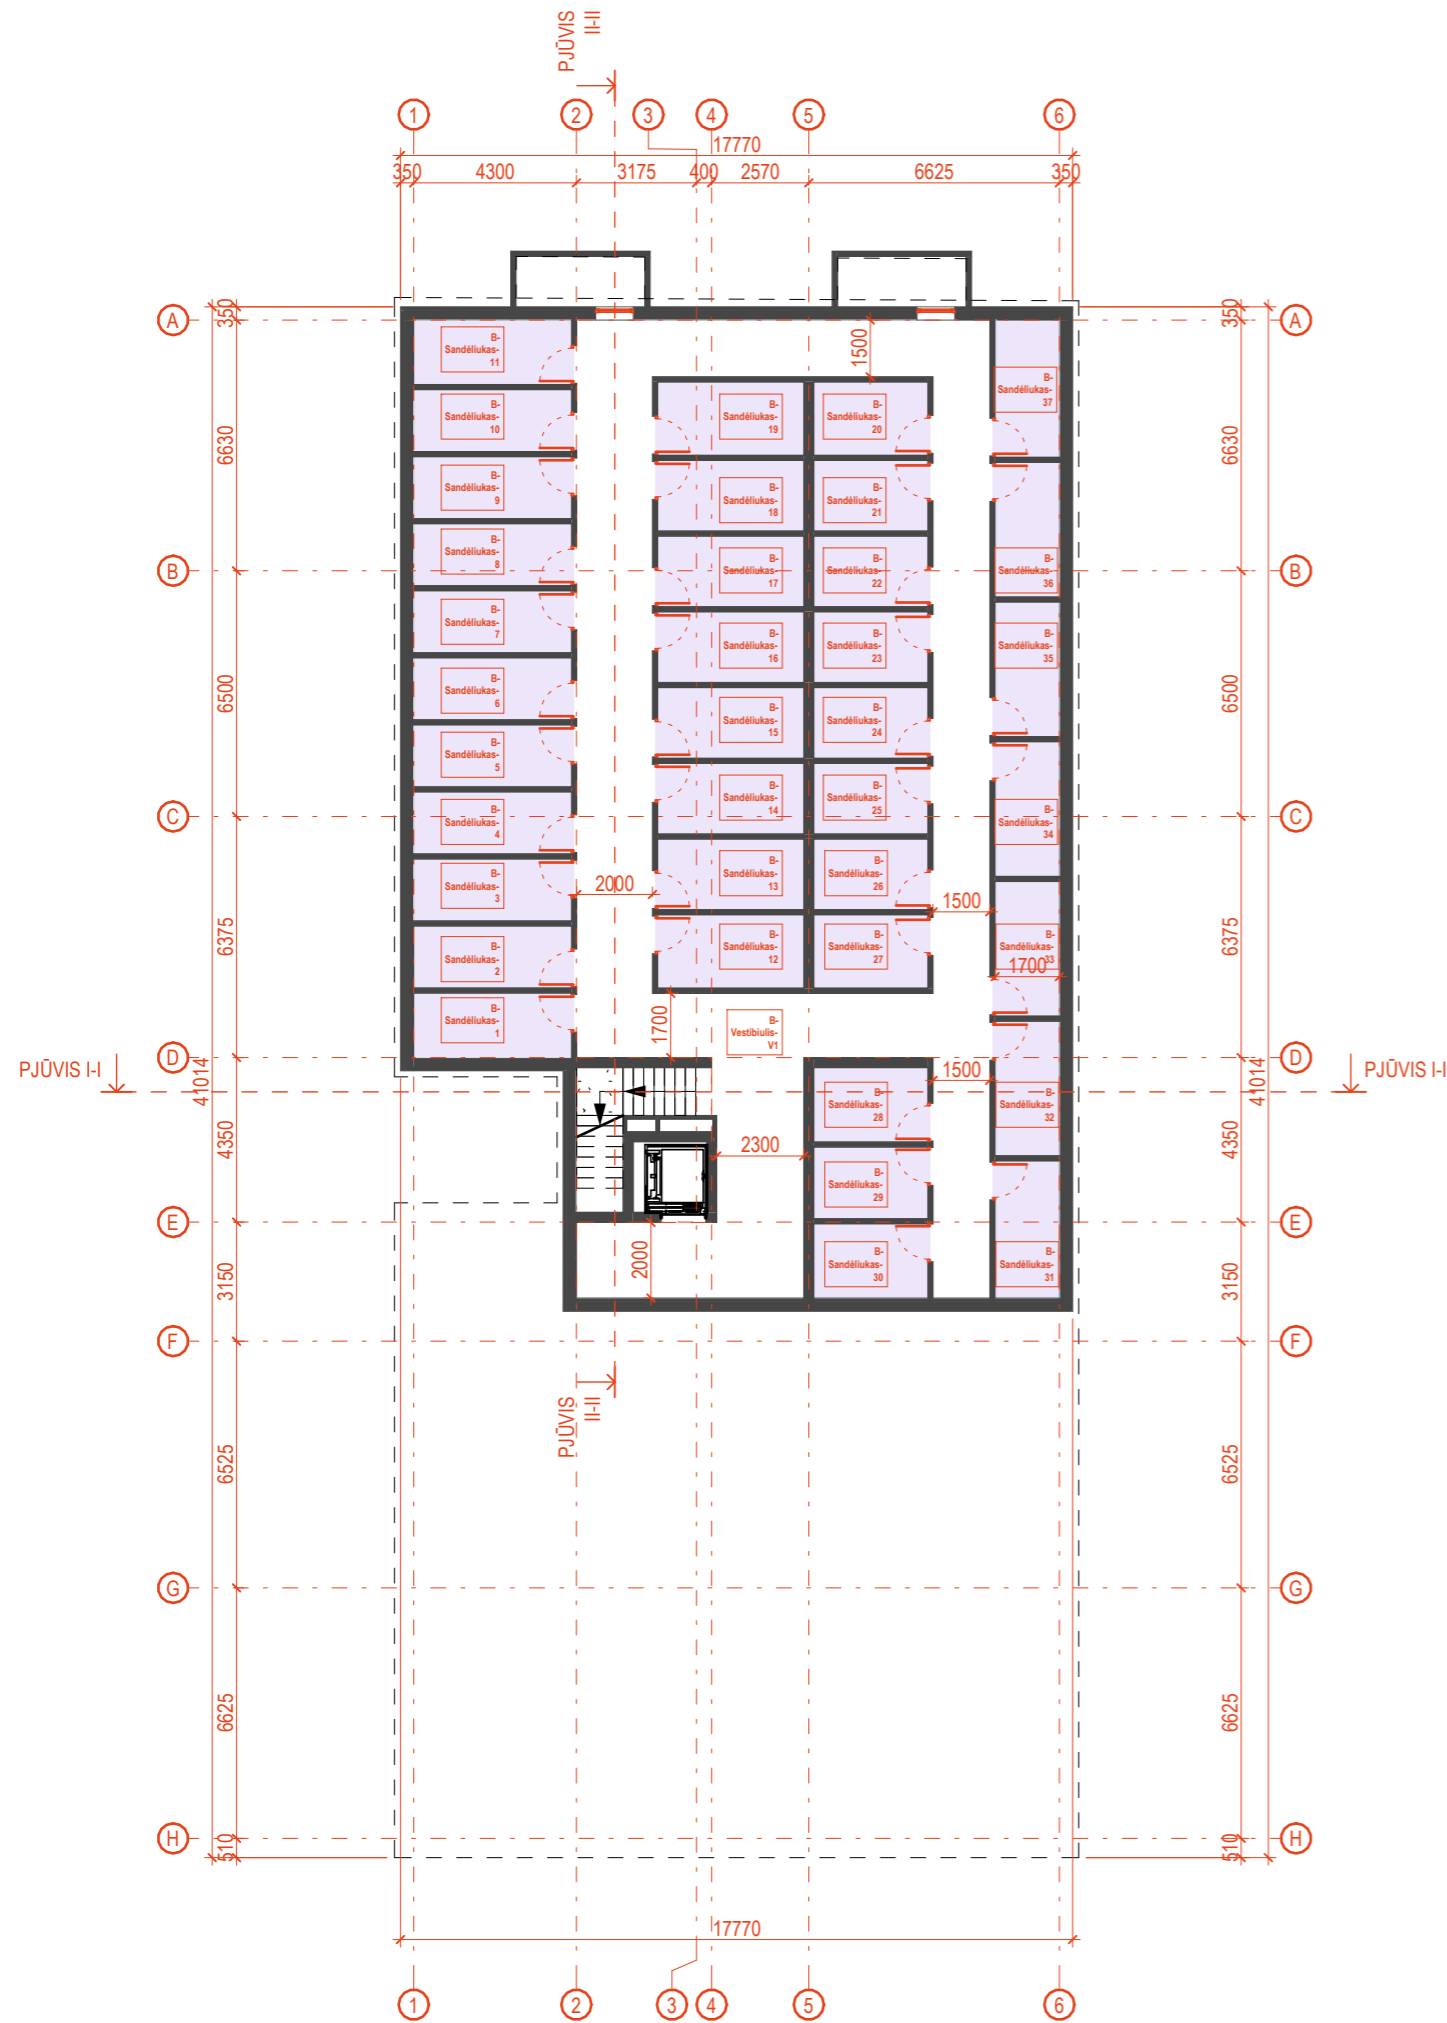 PJŪVIS
II-II
1
2
3
4
5
6
17770
350
4300
3175
400
2570
6625
350
A
350
350
A
1500
B-
Sandėliukas-
11
B-
Sandėliukas-
10
B-
Sandėliukas-
9
B-
Sandėliukas-
8
B-
Sandėliukas-
7
B-
Sandėliukas-
6
B-
Sandėliukas-
5
B-
Sandėliukas-
4
B-
Sandėliukas-
3
B-
Sandėliukas-
2
B-
Sandėliukas-
1
B-
Sandėliukas-
19
B-
Sandėliukas-
18
B-
Sandėliukas-
17
B-
Sandėliukas-
16
B-
Sandėliukas-
15
B-
Sandėliukas-
14
B-
Sandėliukas-
13
B-
Sandėliukas-
12
B-
Sandėliukas-
20
B-
Sandėliukas-
21
B-
Sandėliukas-
22
B-
Sandėliukas-
23
B-
Sandėliukas-
24
B-
Sandėliukas-
25
B-
Sandėliukas-
26
B-
Sandėliukas-
27
B-
Sandėliukas-
37
B-
Sandėliukas-
36
B-
Sandėliukas-
35
B-
Sandėliukas-
34
B-
Sandėliukas-
33
B-
Sandėliukas-
32
B-
Sandėliukas-
31
6630
6630
B
B
6500
6500
C
C
2000
1500
6375
6375
1700
1700
B-
Vestibiulis-
V1
D
D
PJŪVIS I-I
41014
1500
41014
PJŪVIS I-I
B-
Sandėliukas-
28
B-
Sandėliukas-
29
B-
Sandėliukas-
30
4350
2300
4350
E
E
3150
2000
3150
F
F
PJŪVIS
II-II
6525
6525
G
G
6625
6625
H
H
510
510
17770
1
2
3
4
5
6